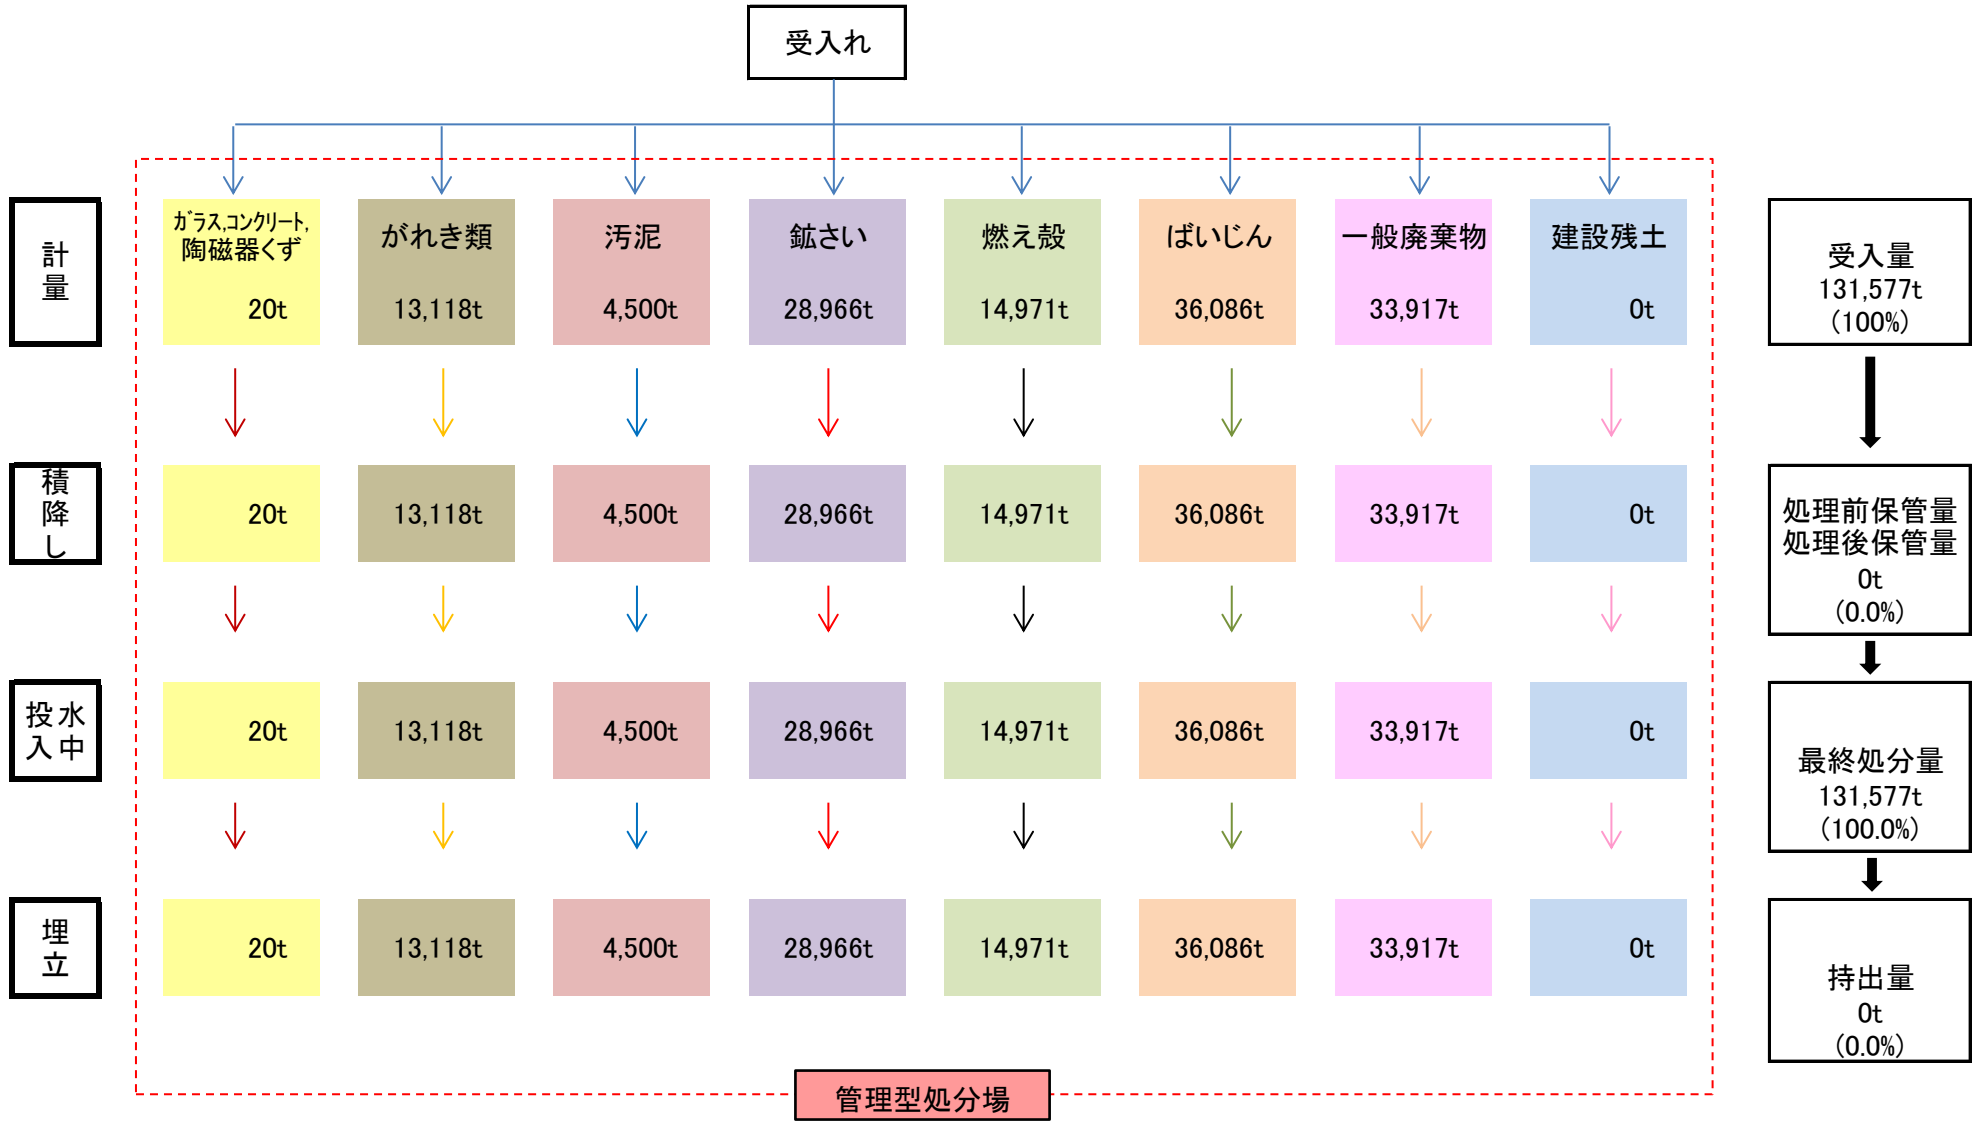 受入れ
計
量
ガラス,コンクリート,
陶磁器くず
20t
がれき類
13,118t
汚泥
4,500t
鉱さい
28,966t
燃え殻
14,971t
ばいじん
36,086t
一般廃棄物
33,917t
建設残土
0t
受入量
131,577t
(100%)
積
降
し
20t
13,118t
4,500t
28,966t
14,971t
36,086t
33,917t
0t
処理前保管量
処理後保管量
0t
(0.0%)
投水
入中
20t
13,118t
4,500t
28,966t
14,971t
36,086t
33,917t
0t
最終処分量
131,577t
(100.0%)
埋
立
20t
13,118t
4,500t
28,966t
14,971t
36,086t
33,917t
0t
持出量
0t
(0.0%)
管理型処分場